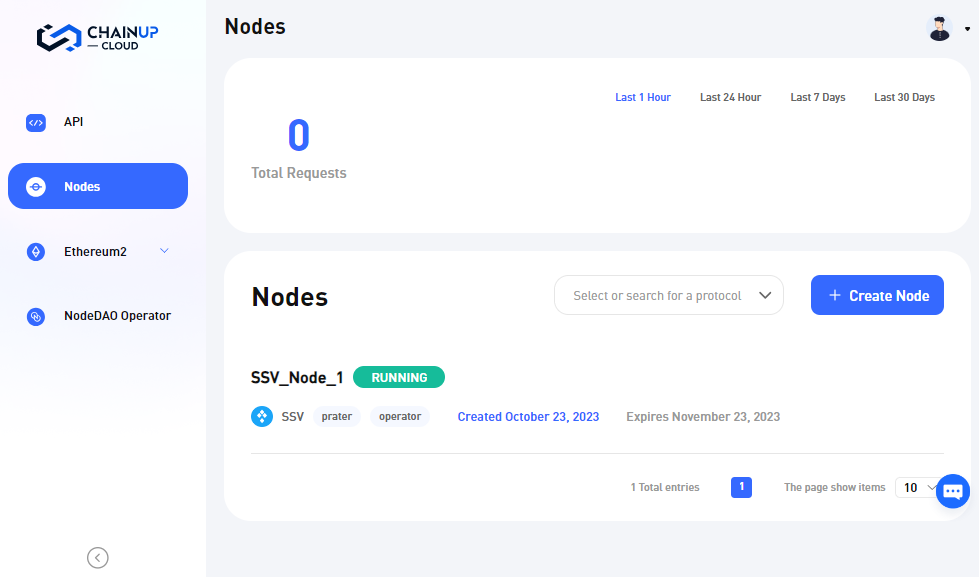 CHAINUP
CLOUD
Nodes
API
Nodes
Ethereum2
NodeDAO Operator
Last 1 Hour Last 24 Hour Last 7 Days Last 30 Days
0
Total Requests
Nodes
Select or search for a protocol
+ Create Node
SSV_Node_1 RUNNING
SSV prater operator Created October 23, 2023 Expires November 23, 2023
1 Total entries 1 The page show items 10